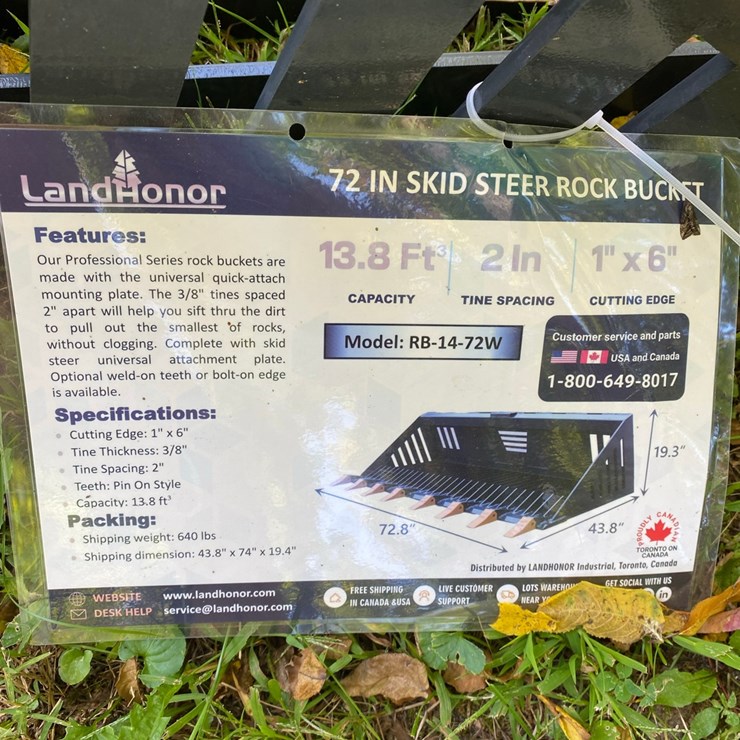 LandHonor
72 IN SKID STEER ROCK BUCKET
Features:
Our Professional Series rock buckets are
made with the universal quick-attach
mounting plate. The 3/8" tines spaced
2" apart will help you sift thru the dirt
to pull out the smallest of rocks,
without clogging. Complete with skid
steer universal attachment plate.
Optional weld-on teeth or bolt-on edge
is available.
13.8 Ft³
2 In
1" x 6"
CAPACITY
TINE SPACING
CUTTING EDGE
Model: RB-14-72W
Customer service and parts
USA and Canada
1-800-649-8017
Specifications:
Cutting Edge: 1" x 6"
Tine Thickness: 3/8"
Tine Spacing: 2"
Teeth: Pin On Style
Capacity: 13.8 ft³
Packing:
Shipping weight: 640 lbs
Shipping dimension: 43.8" x 74" x 19.4"
19.3"
72.8"
43.8"
PROUDLY CANADIAN
TORONTO ON
CANADA
Distributed by LANDHONOR Industrial, Toronto, Canada
WEBSITE www.landhonor.com
DESK HELP service@landhonor.com
FREE SHIPPING
IN CANADA &USA
LIVE CUSTOMER
SUPPORT
LOTS
NEAR
GET SOCIAL WITH US
in